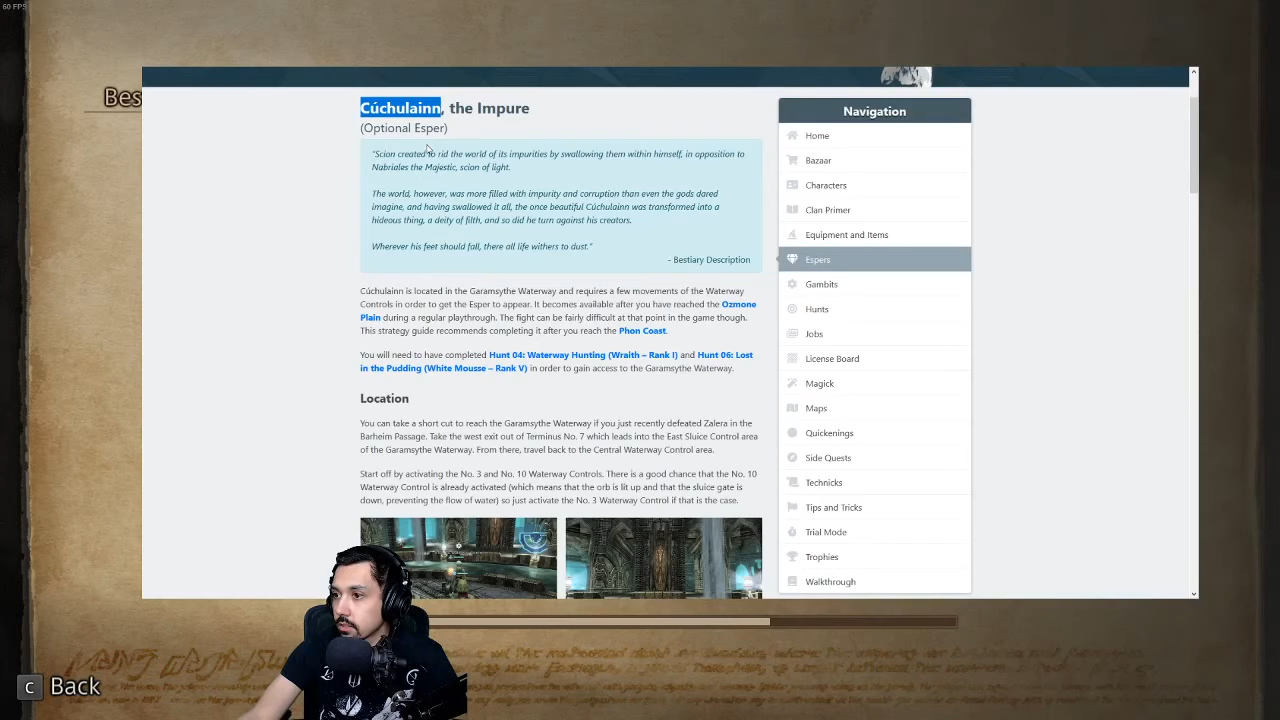 60 FPS
Bes
Cúchulainn, the Impure
(Optional Esper)
"Scion created to rid the world of its impurities by swallowing them within himself, in opposition to
Nabriales the Majestic, scion of light.
The world, however, was more filled with impurity and corruption than even the gods dared
imagine, and having swallowed it all, the once beautiful Cúchulainn was transformed into a
hideous thing, a deity of filth, and so did he turn against his creators.
Wherever his feet should fall, there all life withers to dust."
- Bestiary Description
Cúchulainn is located in the Garamsythe Waterway and requires a few movements of the Waterway
Controls in order to get the Esper to appear. It becomes available after you have reached the Ozmone
Plain during a regular playthrough. The fight can be fairly difficult at that point in the game though.
This strategy guide recommends completing it after you reach the Phon Coast.
You will need to have completed Hunt 04: Waterway Hunting (Wraith – Rank I) and Hunt 06: Lost
in the Pudding (White Mousse – Rank V) in order to gain access to the Garamsythe Waterway.
Location
You can take a short cut to reach the Garamsythe Waterway if you just recently defeated Zalera in the
Barheim Passage. Take the west exit out of Terminus No. 7 which leads into the East Sluice Control area
of the Garamsythe Waterway. From there, travel back to the Central Waterway Control area.
Start off by activating the No. 3 and No. 10 Waterway Controls. There is a good chance that the No. 10
Waterway Control is already activated (which means that the orb is lit up and that the sluice gate is
down, preventing the flow of water) so just activate the No. 3 Waterway Control if that is the case.
Navigation
Home
Bazaar
Characters
Clan Primer
Equipment and Items
Espers
Gambits
Hunts
Jobs
License Board
Magick
Maps
Quickenings
Side Quests
Technicks
Tips and Tricks
Trial Mode
Trophies
Walkthrough
C Back